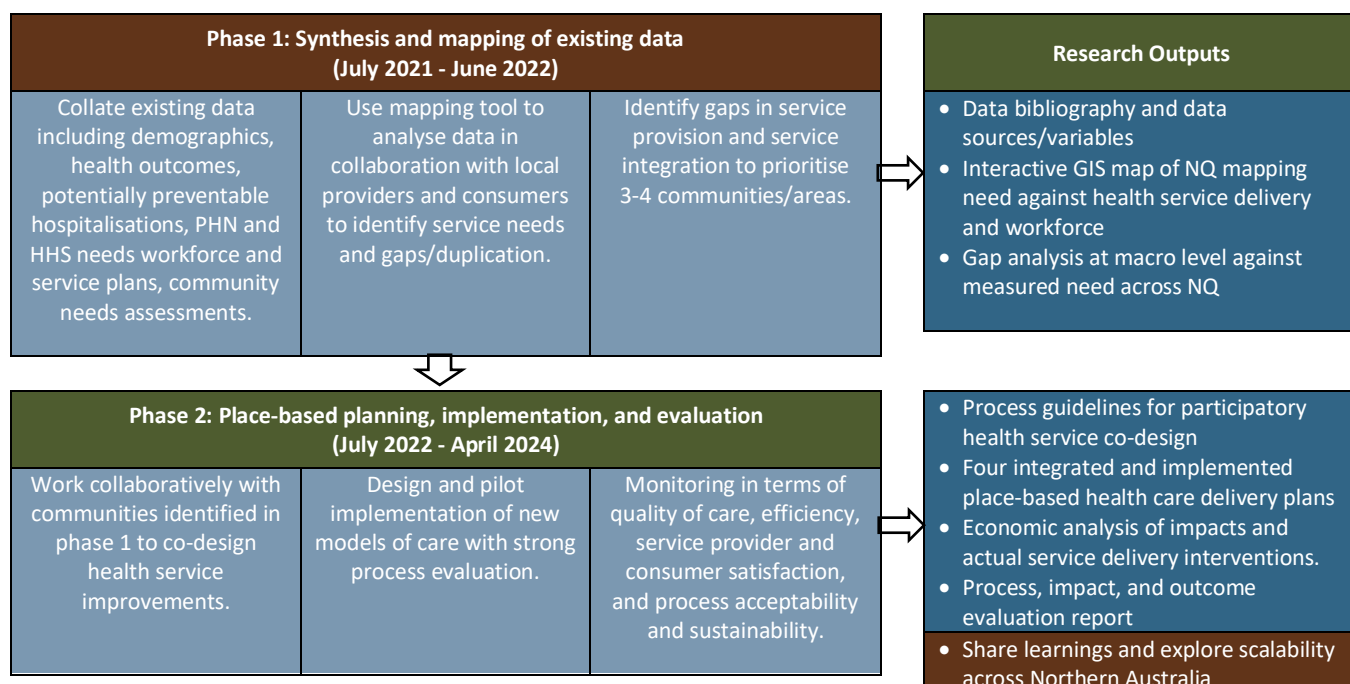 Phase 1: Synthesis and mapping of existing data
(July 2021 - June 2022)
Collate existing data
including demographics,
health outcomes,
potentially preventable
hospitalisations, PHN and
HHS needs workforce and
service plans, community
needs assessments.
Use mapping tool to
analyse data in
collaboration with local
providers and consumers
to identify service needs
and gaps/duplication.
Identify gaps in service
provision and service
integration to prioritise
3-4 communities/areas.
Research Outputs
• Data bibliography and data
sources/variables
• Interactive GIS map of NQ mapping
need against health service delivery
and workforce
• Gap analysis at macro level against
measured need across NQ
Phase 2: Place-based planning, implementation, and evaluation
(July 2022 - April 2024)
Work collaboratively with
communities identified in
phase 1 to co-design
health service
improvements.
Design and pilot
implementation of new
models of care with strong
process evaluation.
Monitoring in terms of
quality of care, efficiency,
service provider and
consumer satisfaction,
and process acceptability
and sustainability.
• Process guidelines for participatory
health service co-design
• Four integrated and implemented
place-based health care delivery plans
• Economic analysis of impacts and
actual service delivery interventions.
• Process, impact, and outcome
evaluation report
• Share learnings and explore scalability
across Northern Australia